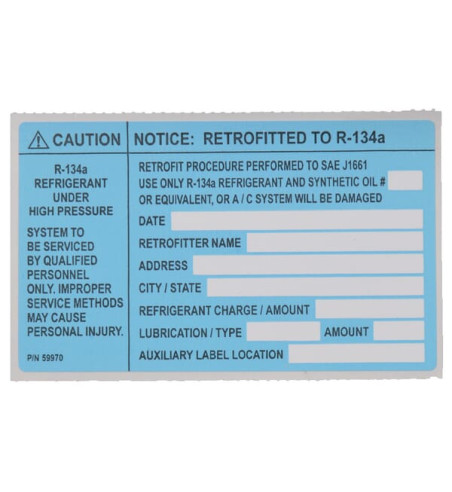 ⚠ CAUTION
R-134a
REFRIGERANT
UNDER
HIGH PRESSURE
SYSTEM TO
BE SERVICED
BY QUALIFIED
PERSONNEL
ONLY. IMPROPER
SERVICE METHODS
MAY CAUSE
PERSONAL INJURY.
P/N 59970
NOTICE: RETROFITTED TO R-134a
RETROFIT PROCEDURE PERFORMED TO SAE J1661
USE ONLY R-134a REFRIGERANT AND SYNTHETIC OIL #
OR EQUIVALENT, OR A / C SYSTEM WILL BE DAMAGED
DATE
RETROFITTER NAME
ADDRESS
CITY / STATE
REFRIGERANT CHARGE / AMOUNT
LUBRICATION / TYPE AMOUNT
AUXILIARY LABEL LOCATION